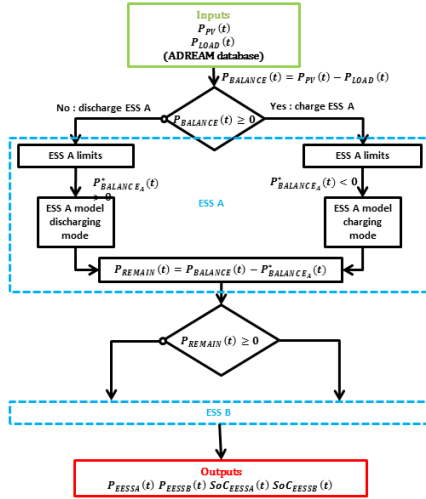 Inputs
P_PV(t)
P_LOAD(t)
(ADREAM database)
P_BALANCE(t) = P_PV(t) − P_LOAD(t)
No : discharge ESS A
Yes : charge ESS A
P_BALANCE(t) ≥ 0
ESS A limits
ESS A limits
P*_BALANCE_A(t)
P*_BALANCE_A(t) < 0
ESS A
ESS A model
discharging
mode
ESS A model
charging
mode
P_REMAIN(t) = P_BALANCE(t) − P*_BALANCE_A(t)
P_REMAIN(t) ≥ 0
ESS B
Outputs
P_EESSA(t) P_EESSB(t) SoC_EESSA(t) SoC_EESSB(t)